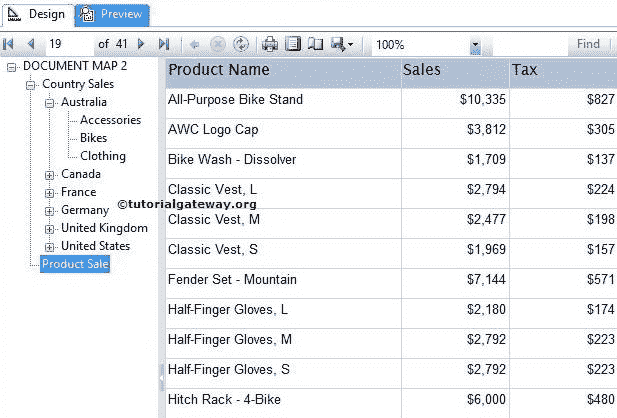 Design Preview
19 of 41 100% Find
DOCUMENT MAP 2
Country Sales
Australia
Accessories
Bikes
Clothing
Canada
France
Germany
United Kingdom
United States
Product Sale
©tutorialgateway.org
Product Name Sales Tax
All-Purpose Bike Stand $10,335 $827
AWC Logo Cap $3,812 $305
Bike Wash - Dissolver $1,709 $137
Classic Vest, L $2,794 $224
Classic Vest, M $2,477 $198
Classic Vest, S $1,969 $157
Fender Set - Mountain $7,144 $571
Half-Finger Gloves, L $2,180 $174
Half-Finger Gloves, M $2,792 $223
Half-Finger Gloves, S $2,792 $223
Hitch Rack - 4-Bike $6,000 $480